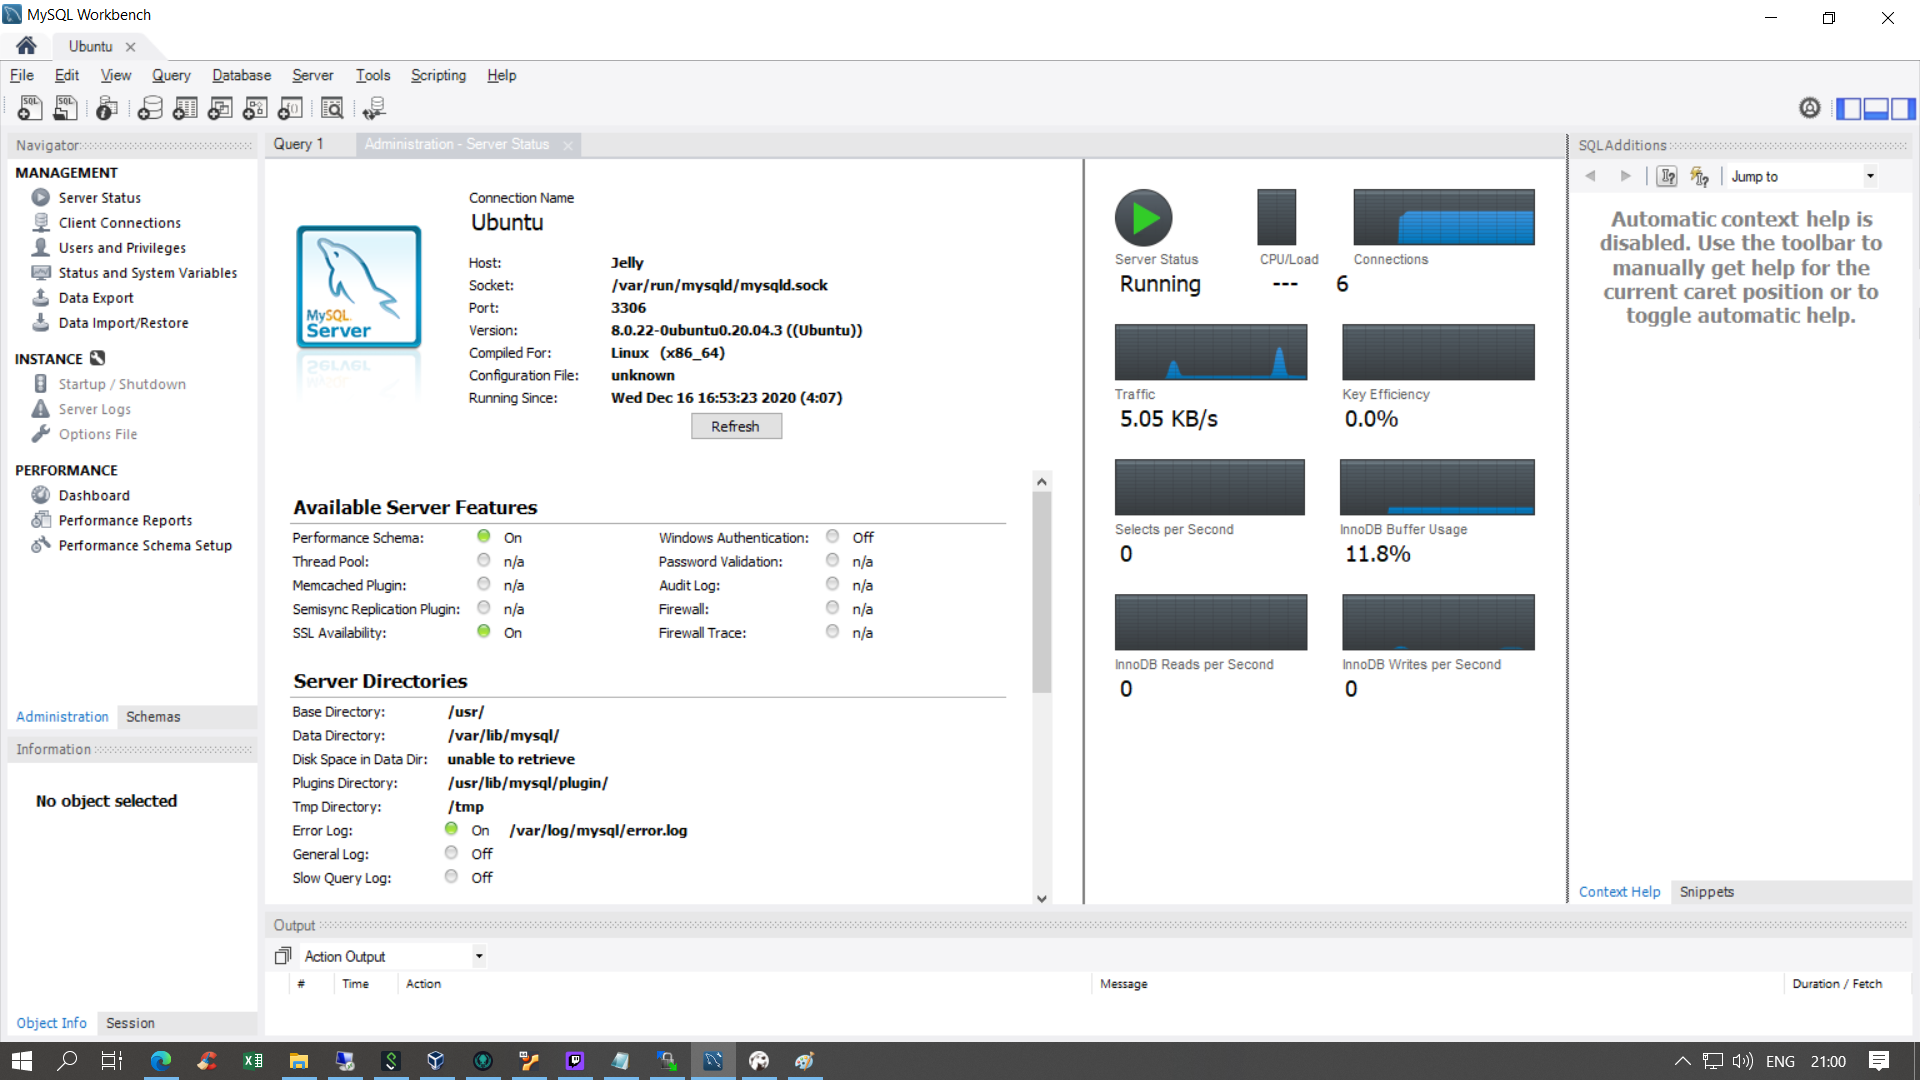 MySQL Workbench
Ubuntu
File Edit View Query Database Server Tools Scripting Help
Navigator
MANAGEMENT
Server Status
Client Connections
Users and Privileges
Status and System Variables
Data Export
Data Import/Restore
INSTANCE
Startup / Shutdown
Server Logs
Options File
PERFORMANCE
Dashboard
Performance Reports
Performance Schema Setup
Administration Schemas
Information
No object selected
Object Info Session
Query 1 Administration - Server Status
MySQL
Server
Connection Name
Ubuntu
Host: Jelly
Socket: /var/run/mysqld/mysqld.sock
Port: 3306
Version: 8.0.22-0ubuntu0.20.04.3 ((Ubuntu))
Compiled For: Linux (x86_64)
Configuration File: unknown
Running Since: Wed Dec 16 16:53:23 2020 (4:07)
Refresh
Available Server Features
Performance Schema: On Windows Authentication: Off
Thread Pool: n/a Password Validation: n/a
Memcached Plugin: n/a Audit Log: n/a
Semisync Replication Plugin: n/a Firewall: n/a
SSL Availability: On Firewall Trace: n/a
Server Directories
Base Directory: /usr/
Data Directory: /var/lib/mysql/
Disk Space in Data Dir: unable to retrieve
Plugins Directory: /usr/lib/mysql/plugin/
Tmp Directory: /tmp
Error Log: On /var/log/mysql/error.log
General Log: Off
Slow Query Log: Off
Server Status CPU/Load Connections
Running --- 6
Traffic Key Efficiency
5.05 KB/s 0.0%
Selects per Second InnoDB Buffer Usage
0 11.8%
InnoDB Reads per Second InnoDB Writes per Second
0 0
SQLAdditions
Jump to
Automatic context help is
disabled. Use the toolbar to
manually get help for the
current caret position or to
toggle automatic help.
Context Help Snippets
Output
Action Output
# Time Action Message Duration / Fetch
ENG 21:00